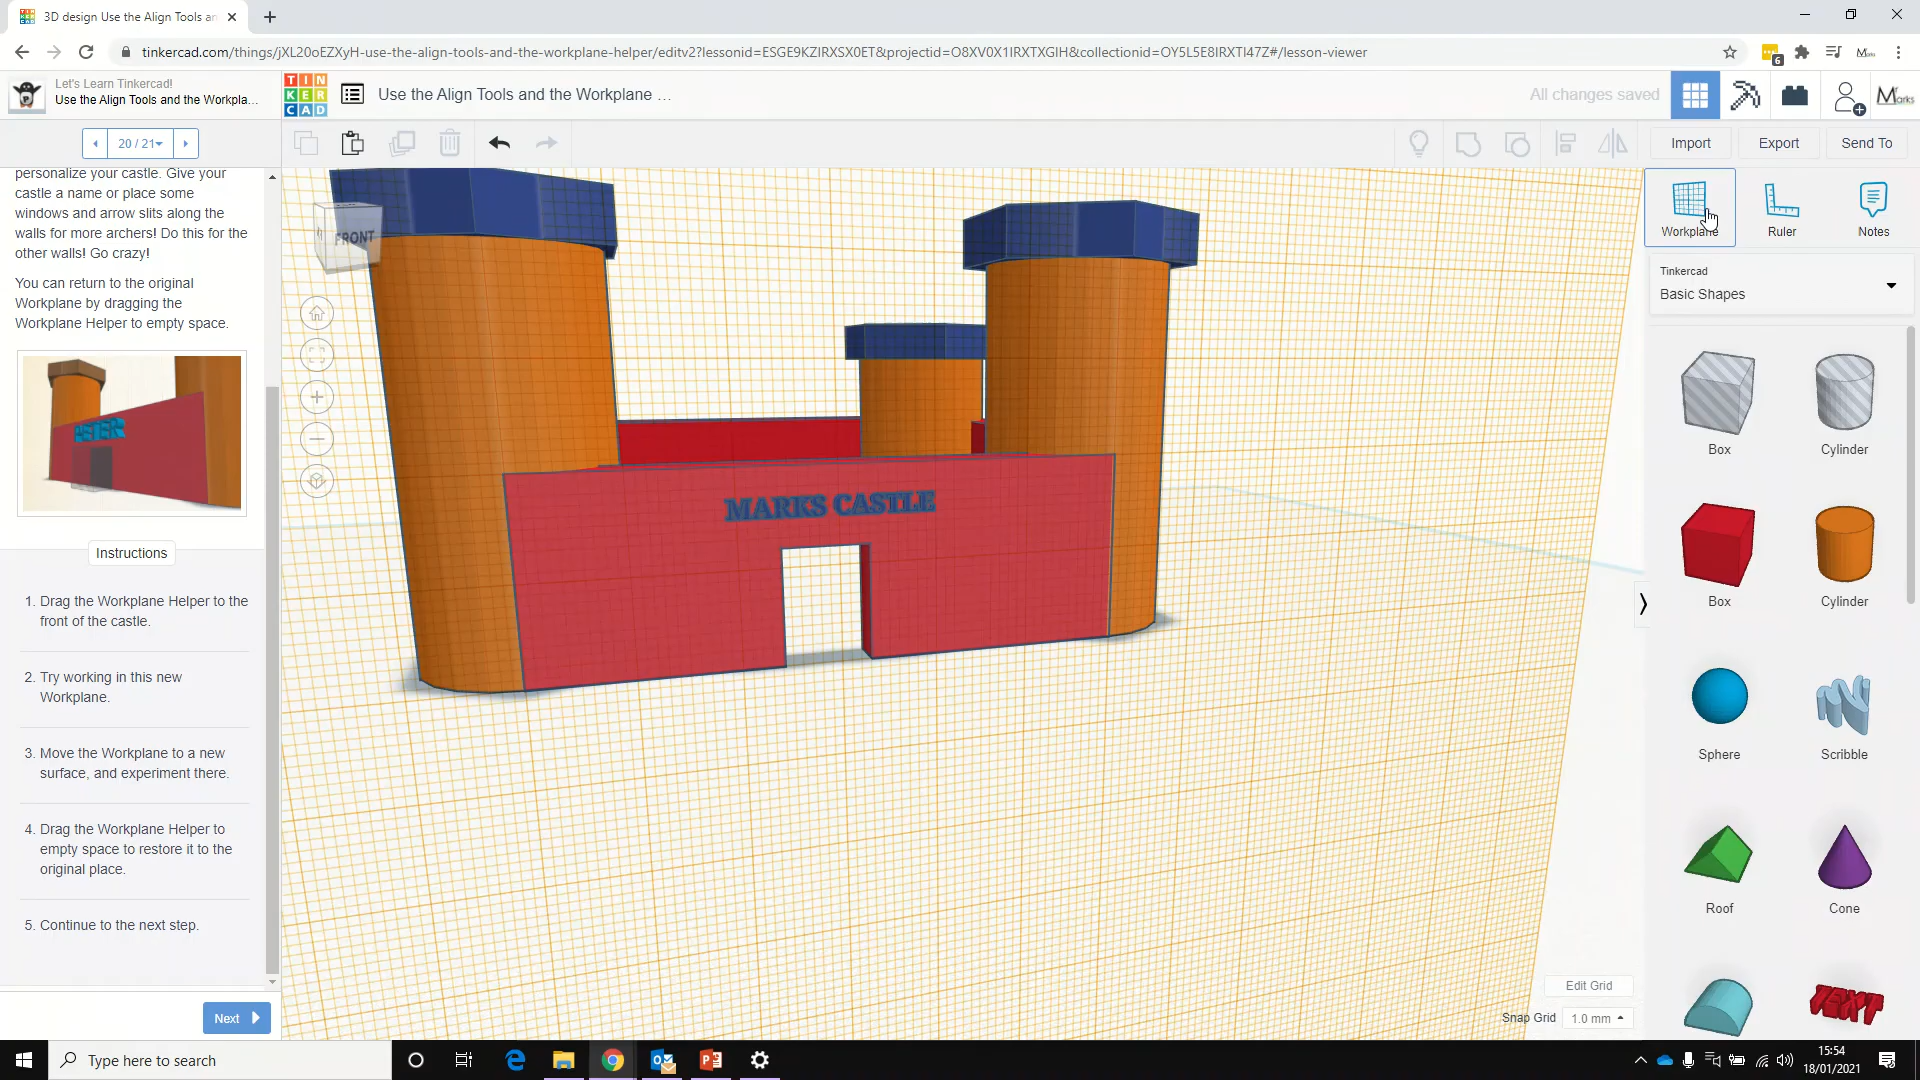 3D design Use the Align Tools an
tinkercad.com/things/jXL20oEZXyH-use-the-align-tools-and-the-workplane-helper/editv2?lessonid=ESGE9KZIRXSX0ET&projectid=O8XV0X1IRXTXGIH&collectionid=OY5L5E8IRXTI47Z#/lesson-viewer
6
Let's Learn Tinkercad!
Use the Align Tools and the Workpla...
TIN
KER
CAD
Use the Align Tools and the Workplane ...
All changes saved
Marks
20 / 21
Import
Export
Send To
personalize your castle. Give your
castle a name or place some
windows and arrow slits along the
walls for more archers! Do this for the
other walls! Go crazy!
You can return to the original
Workplane by dragging the
Workplane Helper to empty space.
PETER
Instructions
1. Drag the Workplane Helper to the
front of the castle.
2. Try working in this new
Workplane.
3. Move the Workplane to a new
surface, and experiment there.
4. Drag the Workplane Helper to
empty space to restore it to the
original place.
5. Continue to the next step.
Next
FRONT
MARKS CASTLE
Workplane
Ruler
Notes
Tinkercad
Basic Shapes
Box
Cylinder
Box
Cylinder
Sphere
Scribble
Roof
Cone
TEXT
Edit Grid
Snap Grid
1.0 mm
Type here to search
15:54
18/01/2021